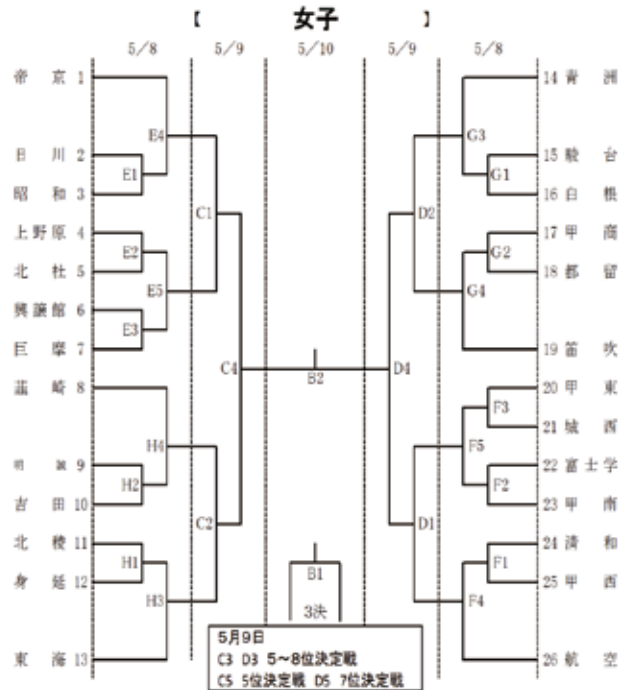 【 女子 】
5/8 5/9 5/10 5/9 5/8
帝京 1
日川 2
昭和 3
上野原 4
北杜 5
興譲館 6
巨摩 7
韮崎 8
明誠 9
吉田 10
北稜 11
身延 12
東海 13
E4
E1
E2
E5
E3
H4
H2
H1
H3
C1
C2
C4
B2
B1
3決
D4
D2
D1
G3
G1
G2
G4
F3
F5
F2
F1
F4
14 青洲
15 駿台
16 白根
17 甲商
18 都留
19 笛吹
20 甲東
21 城西
22 富士学
23 甲南
24 清和
25 甲西
26 航空
5月9日
C3 D3 5~8位決定戦
C5 5位決定戦 D5 7位決定戦